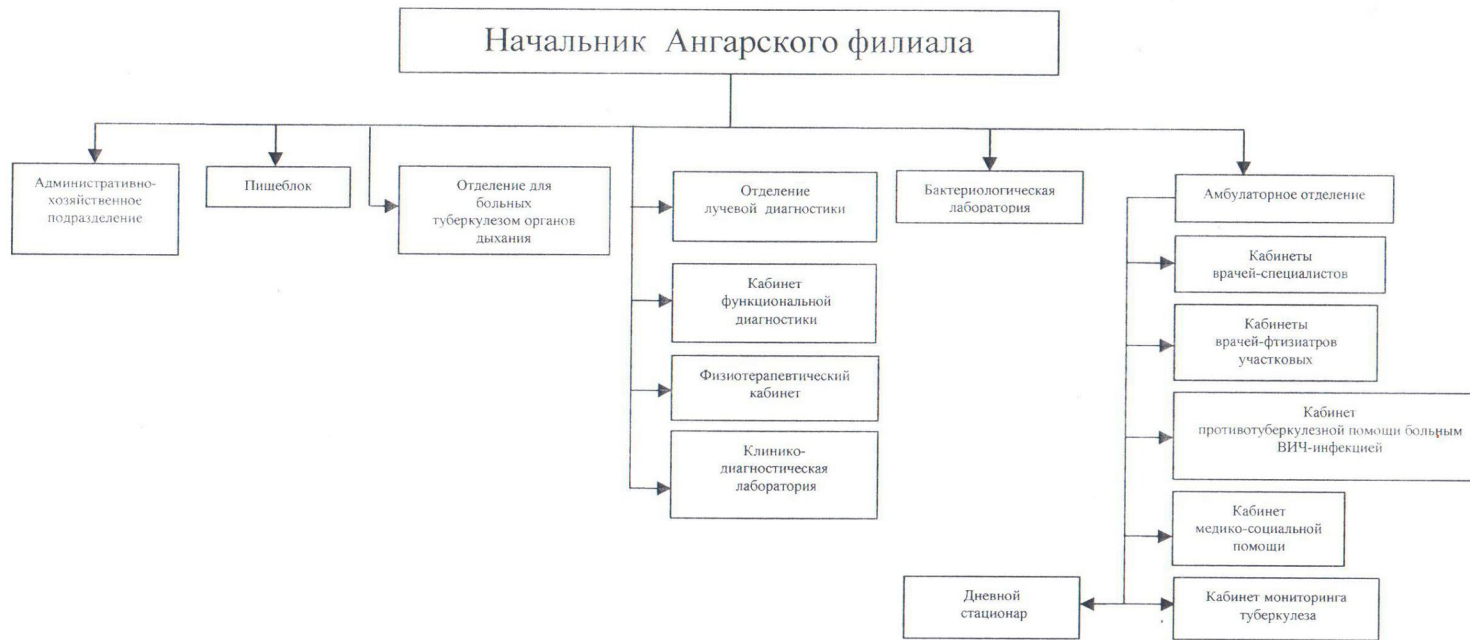 Начальник Ангарского филиала
Административно-
хозяйственное
подразделение
Пищеблок
Отделение для
больных
туберкулезом органов
дыхания
Отделение
лучевой диагностики
Кабинет
функциональной
диагностики
Физиотерапевтический
кабинет
Клинико-
диагностическая
лаборатория
Бактериологическая
лаборатория
Амбулаторное отделение
Кабинеты
врачей-специалистов
Кабинеты
врачей-фтизиатров
участковых
Кабинет
противотуберкулезной помощи больным
ВИЧ-инфекцией
Кабинет
медико-социальной
помощи
Дневной
стационар
Кабинет мониторинга
туберкулеза